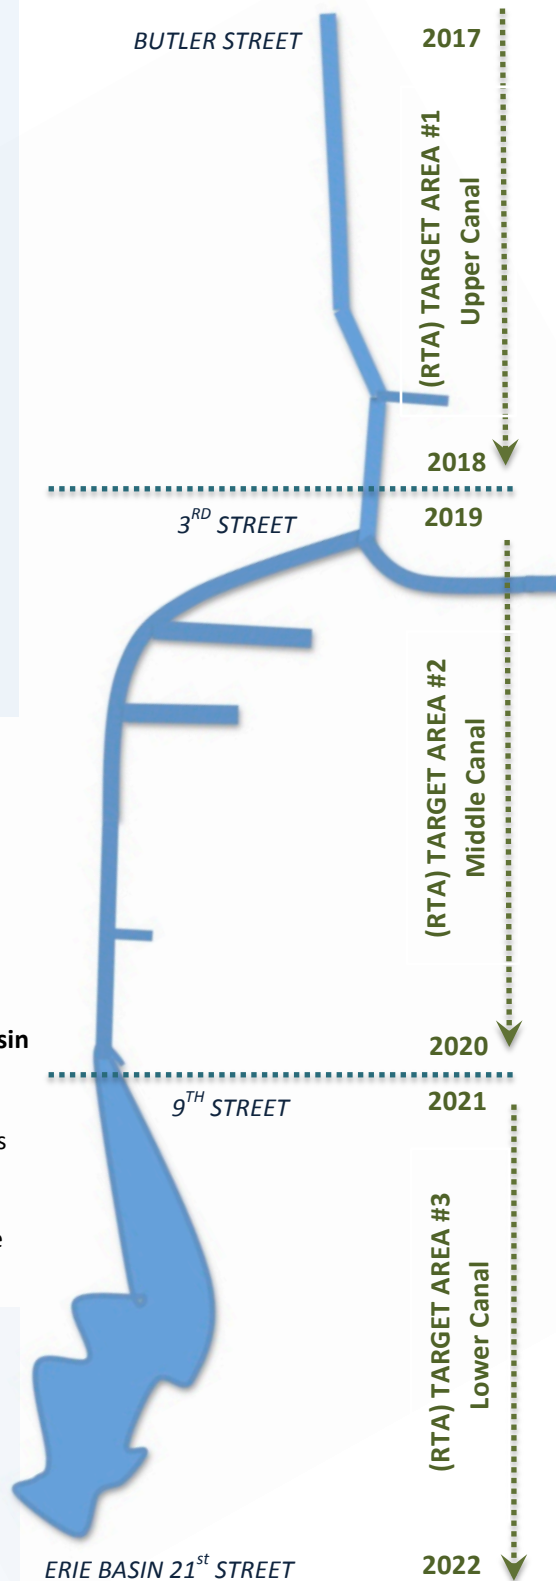 BUTLER STREET
2017
(RTA) TARGET AREA #1
Upper Canal
2018
3RD STREET
2019
(RTA) TARGET AREA #2
Middle Canal
sin
2020
9TH STREET
2021
s
e
(RTA) TARGET AREA #3
Lower Canal
ERIE BASIN 21st STREET
2022